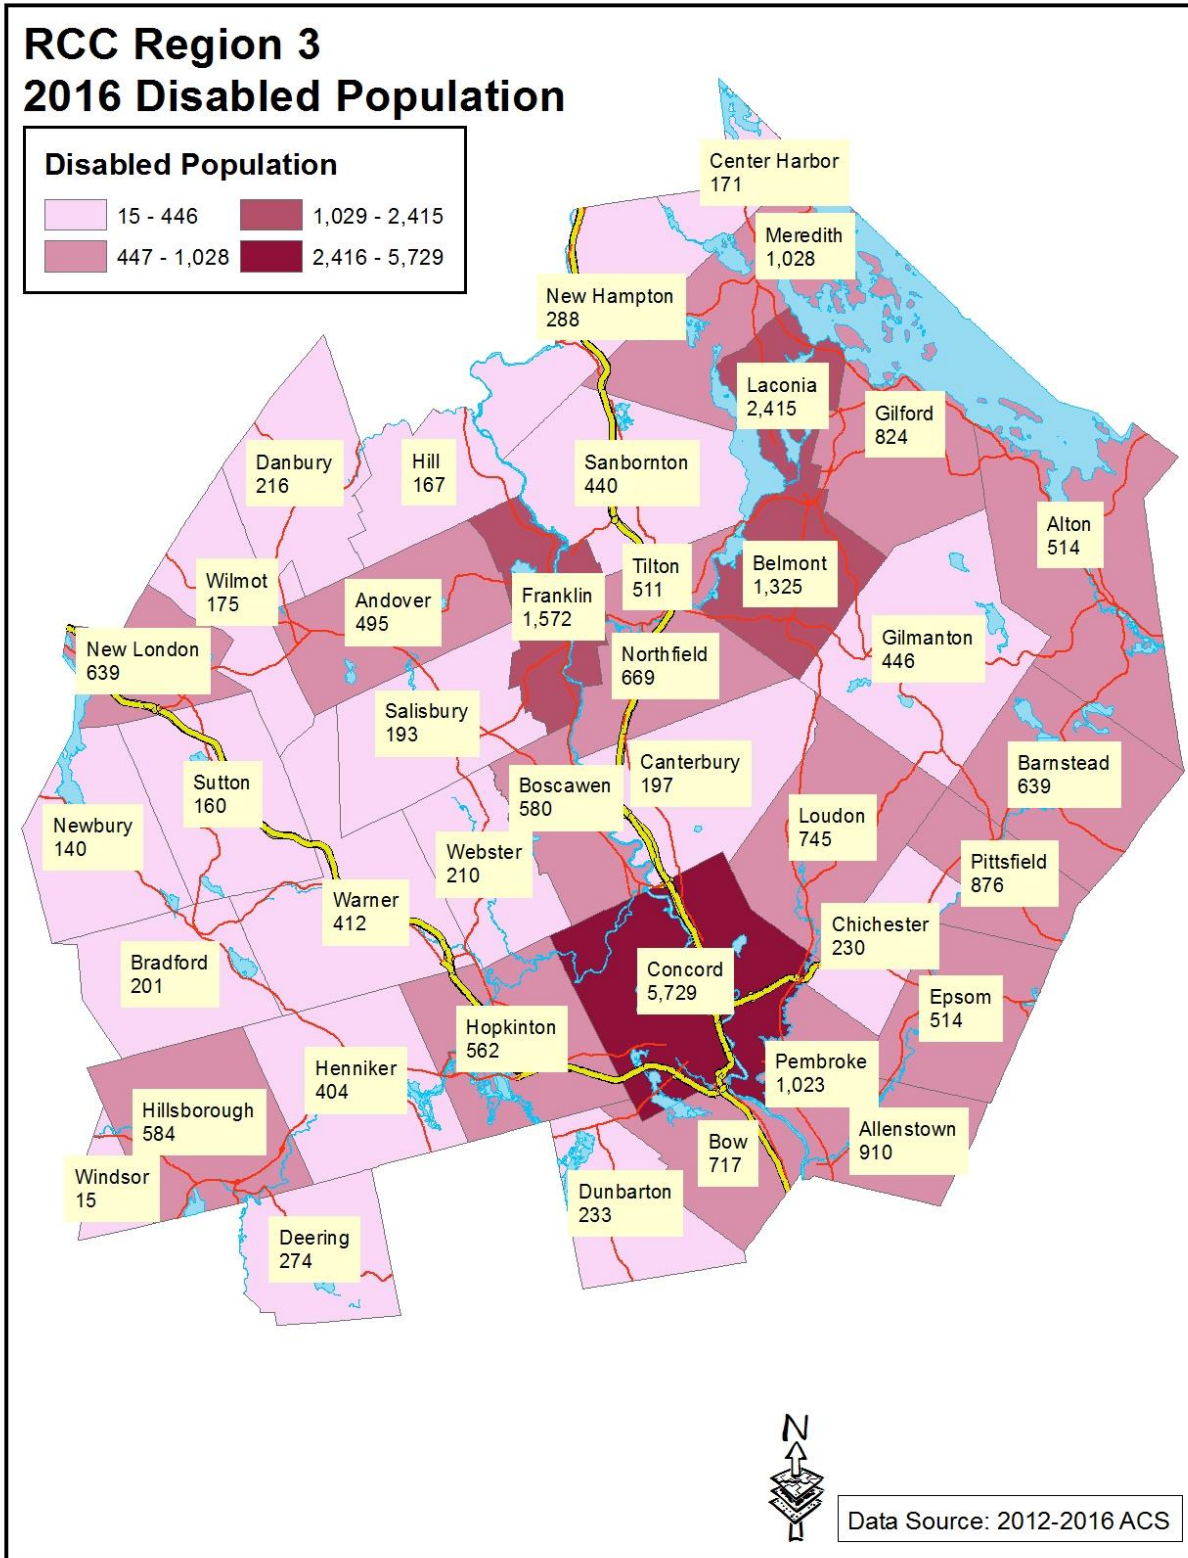 RCC Region 3
2016 Disabled Population
Disabled Population
15 - 446
1,029 - 2,415
447 - 1,028
2,416 - 5,729
Center Harbor
171
Meredith
1,028
New Hampton
288
Laconia
2,415
Gilford
824
Danbury
216
Hill
167
Sanbornton
440
Alton
514
Wilmot
175
Andover
495
Franklin
1,572
Tilton
511
Belmont
1,325
New London
639
Northfield
669
Gilmanton
446
Salisbury
193
Sutton
160
Boscawen
580
Canterbury
197
Barnstead
639
Newbury
140
Webster
210
Loudon
745
Pittsfield
876
Warner
412
Chichester
230
Bradford
201
Concord
5,729
Epsom
514
Hopkinton
562
Henniker
404
Pembroke
1,023
Hillsborough
584
Allenstown
910
Bow
717
Windsor
15
Dunbarton
233
Deering
274
N
Data Source: 2012-2016 ACS